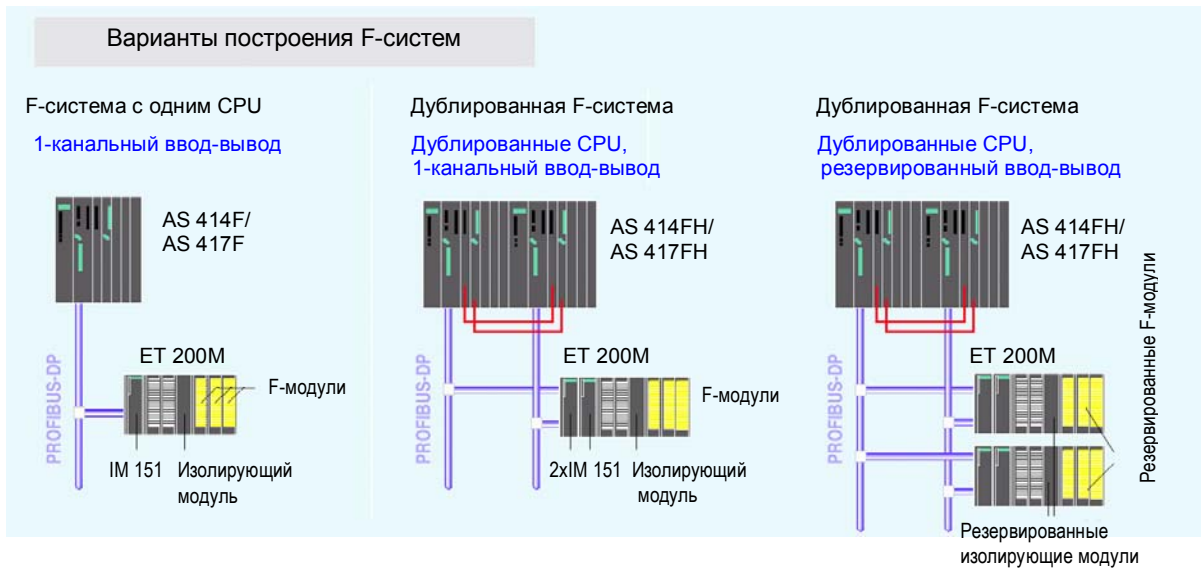 Варианты построения F-систем
F-система с одним CPU
1-канальный ввод-вывод
AS 414F/
AS 417F
PROFIBUS-DP
ET 200M
F-модули
IM 151
Изолирующий
модуль
Дублированная F-система
Дублированные CPU,
1-канальный ввод-вывод
AS 414FH/
AS 417FH
PROFIBUS-DP
ET 200M
F-модули
2xIM 151
Изолирующий
модуль
Дублированная F-система
Дублированные CPU,
резервированный ввод-вывод
AS 414FH/
AS 417FH
PROFIBUS-DP
ET 200M
Резервированные F-модули
Резервированные
изолирующие модули